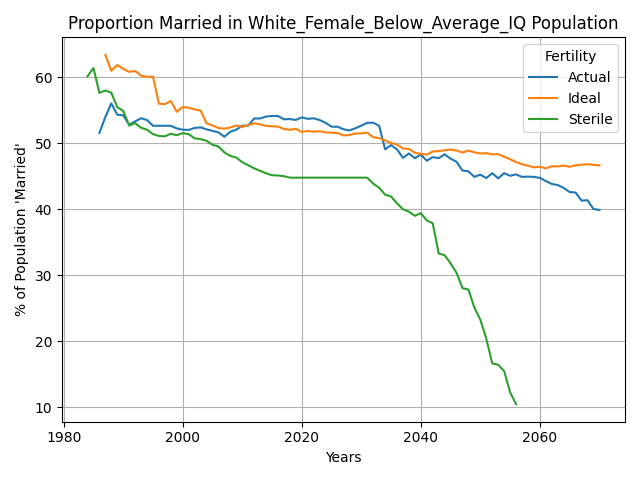 Proportion Married in White_Female_Below_Average_IQ Population
% of Population 'Married'
60
50
40
30
20
10
Fertility
Actual
Ideal
Sterile
1980
2000
2020
2040
2060
Years